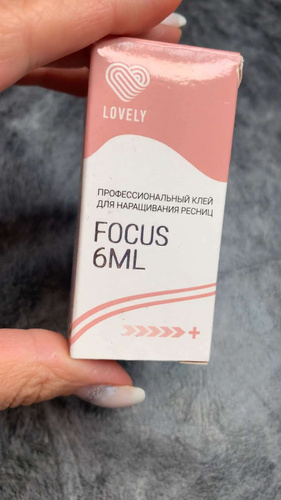 LOVELY
ПРОФЕССИОНАЛЬНЫЙ КЛЕЙ
ДЛЯ НАРАЩИВАНИЯ РЕСНИЦ
FOCUS
6ML